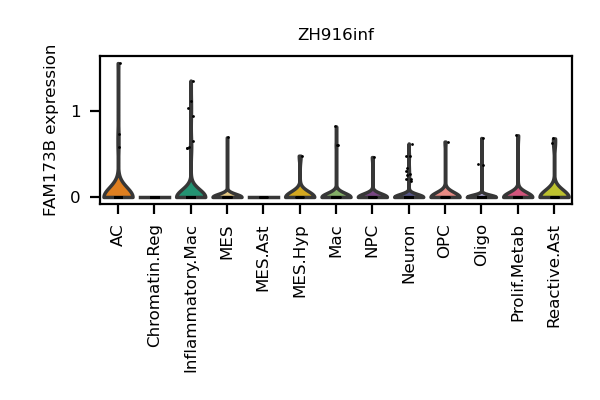 ZH916inf
FAM173B expression
1
0
AC
Chromatin.Reg
Inflammatory.Mac
MES
MES.Ast
MES.Hyp
Mac
NPC
Neuron
OPC
Oligo
Prolif.Metab
Reactive.Ast